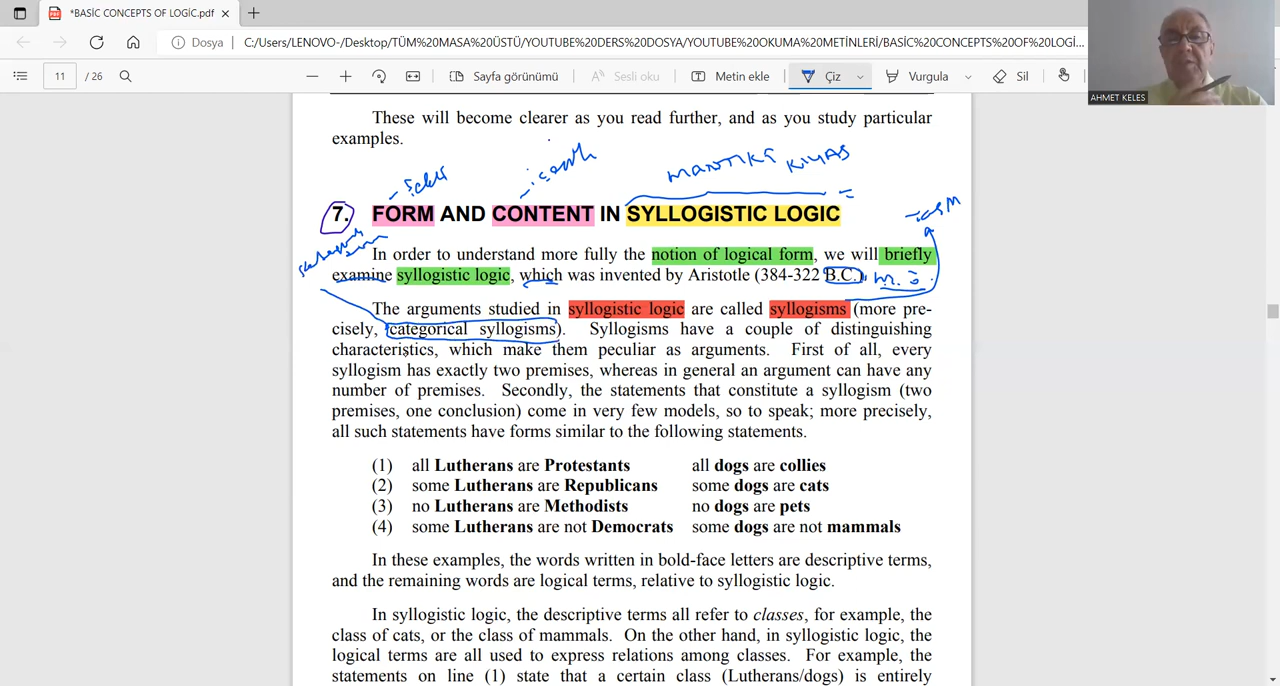 *BASİC CONCEPTS OF LOGİC.pdf
Dosya C:/Users/LENOVO-/Desktop/TÜM%20MASA%20ÜSTÜ/YOUTUBE%20DERS%20DOSYA/YOUTUBE%20OKUMA%20METİNLERİ/BASİC%20CONCEPTS%20OF%20LOGİ...
11 / 26 Sayfa görünümü Sesli oku Metin ekle Çiz Vurgula Sil
AHMET KELES
These will become clearer as you read further, and as you study particular
examples.
MANTIKİ KIYAS
7. FORM AND CONTENT IN SYLLOGISTIC LOGIC
In order to understand more fully the notion of logical form, we will briefly
examine syllogistic logic, which was invented by Aristotle (384-322 B.C.). M.Ö.
The arguments studied in syllogistic logic are called syllogisms (more pre-
cisely, categorical syllogisms). Syllogisms have a couple of distinguishing
characteristics, which make them peculiar as arguments. First of all, every
syllogism has exactly two premises, whereas in general an argument can have any
number of premises. Secondly, the statements that constitute a syllogism (two
premises, one conclusion) come in very few models, so to speak; more precisely,
all such statements have forms similar to the following statements.
(1) all Lutherans are Protestants all dogs are collies
(2) some Lutherans are Republicans some dogs are cats
(3) no Lutherans are Methodists no dogs are pets
(4) some Lutherans are not Democrats some dogs are not mammals
In these examples, the words written in bold-face letters are descriptive terms,
and the remaining words are logical terms, relative to syllogistic logic.
In syllogistic logic, the descriptive terms all refer to classes, for example, the
class of cats, or the class of mammals. On the other hand, in syllogistic logic, the
logical terms are all used to express relations among classes. For example, the
statements on line (1) state that a certain class (Lutherans/dogs) is entirely